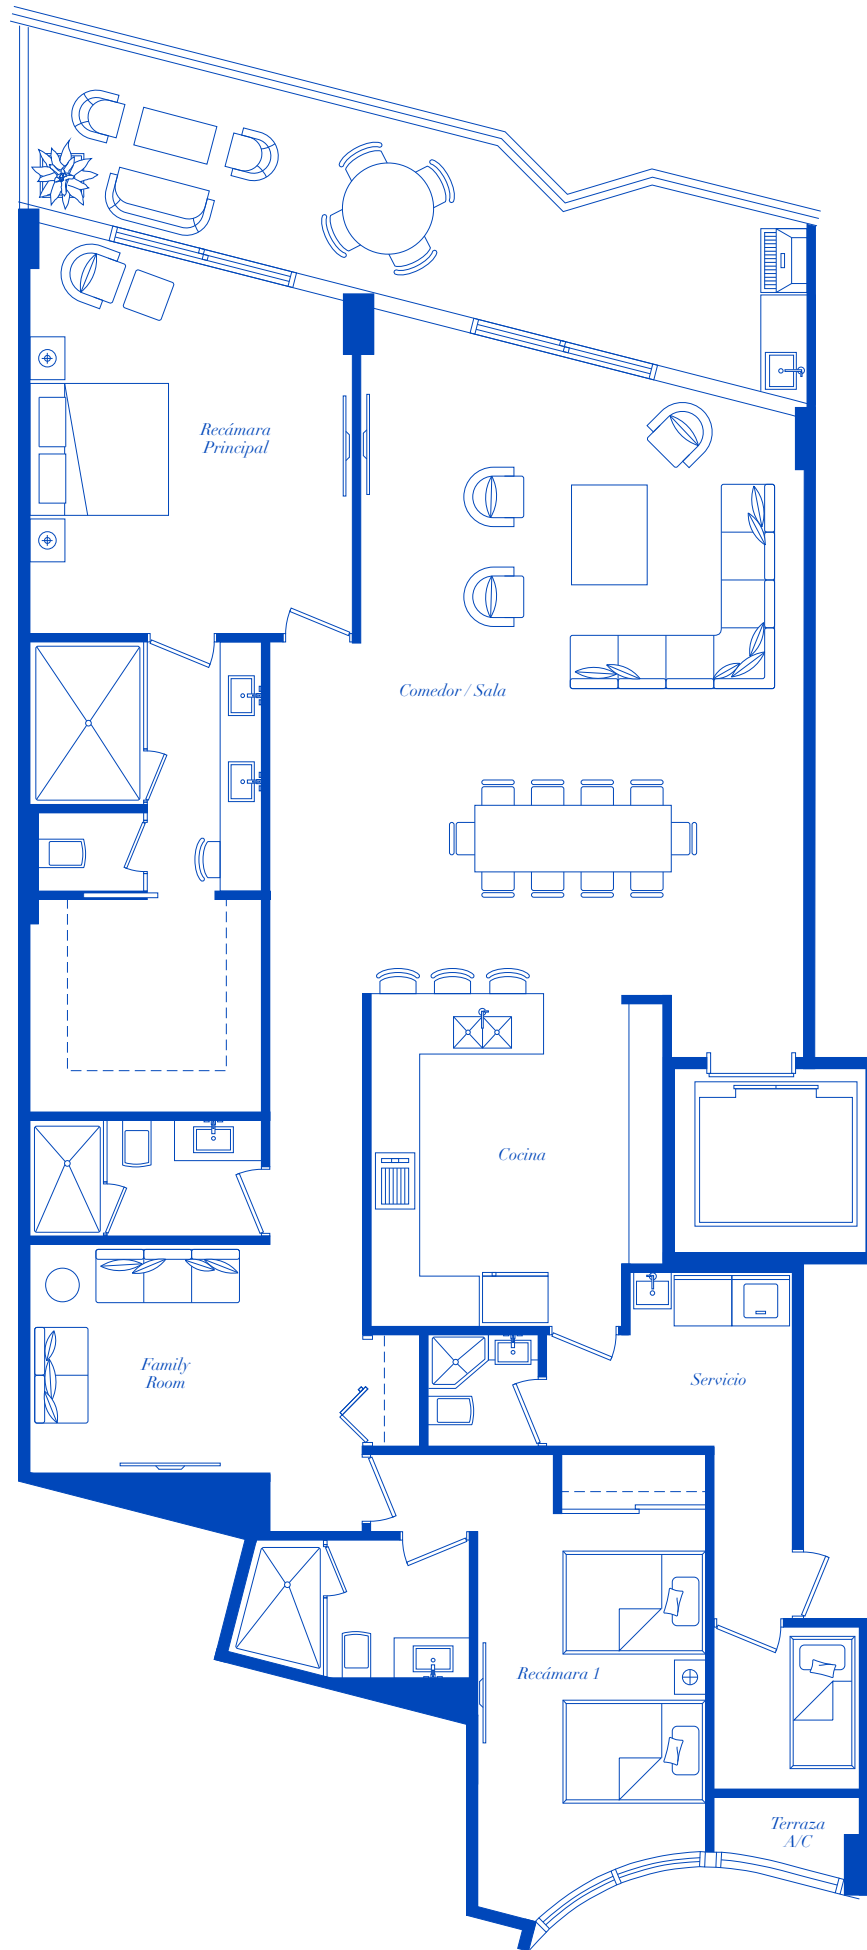 Recámara
Principal
Comedor / Sala
Cocina
Family
Room
Servicio
Recámara 1
Terraza
A/C